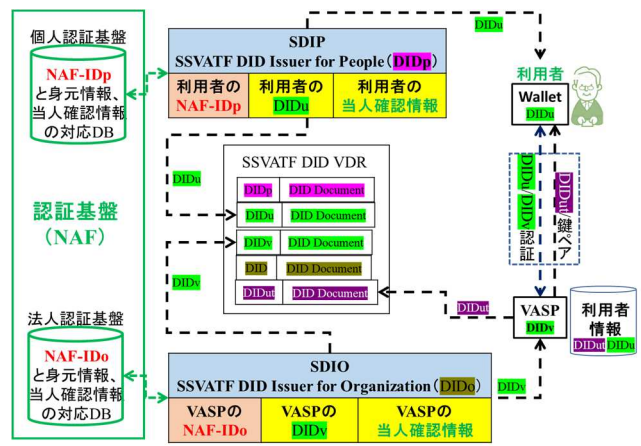 個人認証基盤
NAF-IDp
と身元情報、
当人確認情報
の対応DB
認証基盤
（NAF）
法人認証基盤
NAF-IDo
と身元情報、
当人確認情報
の対応DB
SDIP
SSVATF DID Issuer for People（DIDp）
利用者の
NAF-IDp
利用者の
DIDu
利用者の
当人確認情報
DIDu
利用者
Wallet
DIDu
DIDu
SSVATF DID VDR
DIDp DID Document
DIDu DID Document
DIDv DID Document
DID DID Document
DIDut DID Document
DIDv
DIDu/DIDv認証
DIDut/鍵ペア
DIDut
VASP
DIDv
利用者
情報
DIDut DIDu
SDIO
SSVATF DID Issuer for Organization（DIDo）
DIDv
VASPの
NAF-IDo
VASPの
DIDv
VASPの
当人確認情報